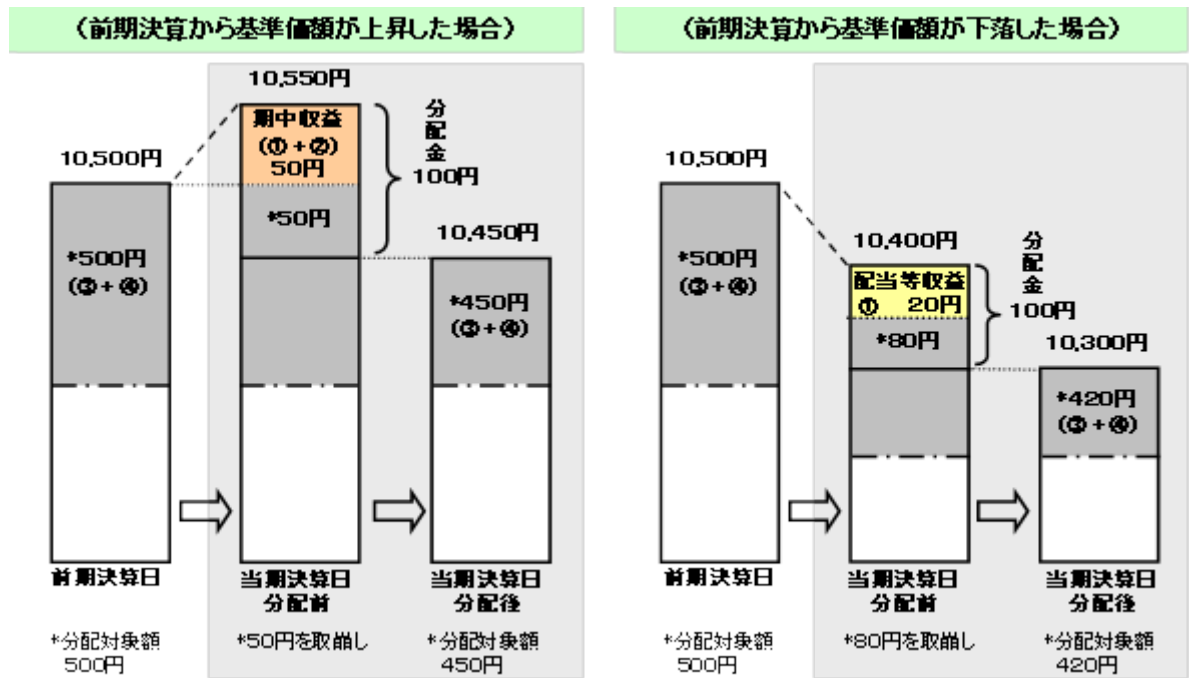 （前期決算から基準価額が上昇した場合）
10,500円
*500円
(③＋④)
前期決算日
*分配対象額
500円
10,550円
期中収益
(①＋②)
50円
*50円
分配金
100円
当期決算日
分配前
*50円を取崩し
10,450円
*450円
(③＋④)
当期決算日
分配後
*分配対象額
450円
（前期決算から基準価額が下落した場合）
10,500円
*500円
(③＋④)
前期決算日
*分配対象額
500円
10,400円
配当等収益
① 20円
*80円
分配金
100円
当期決算日
分配前
*80円を取崩し
10,300円
*420円
(③＋④)
当期決算日
分配後
*分配対象額
420円